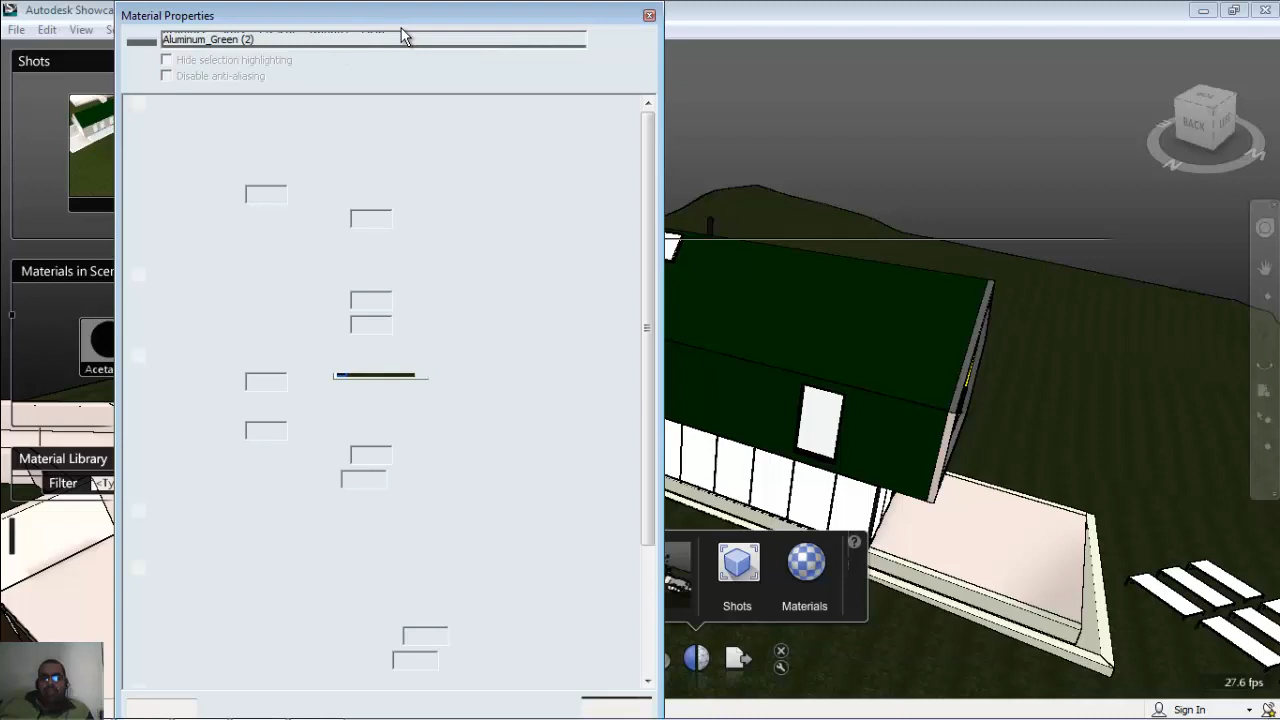 Autodesk Showca
Material Properties
File Edit View S
Aluminum_Green (2)
Hide selection highlighting
Disable anti-aliasing
Shots
BACK
Materials in Scen
Aceta
Material Library
Filter <Ty
Shots Materials
?
27.6 fps
Sign In